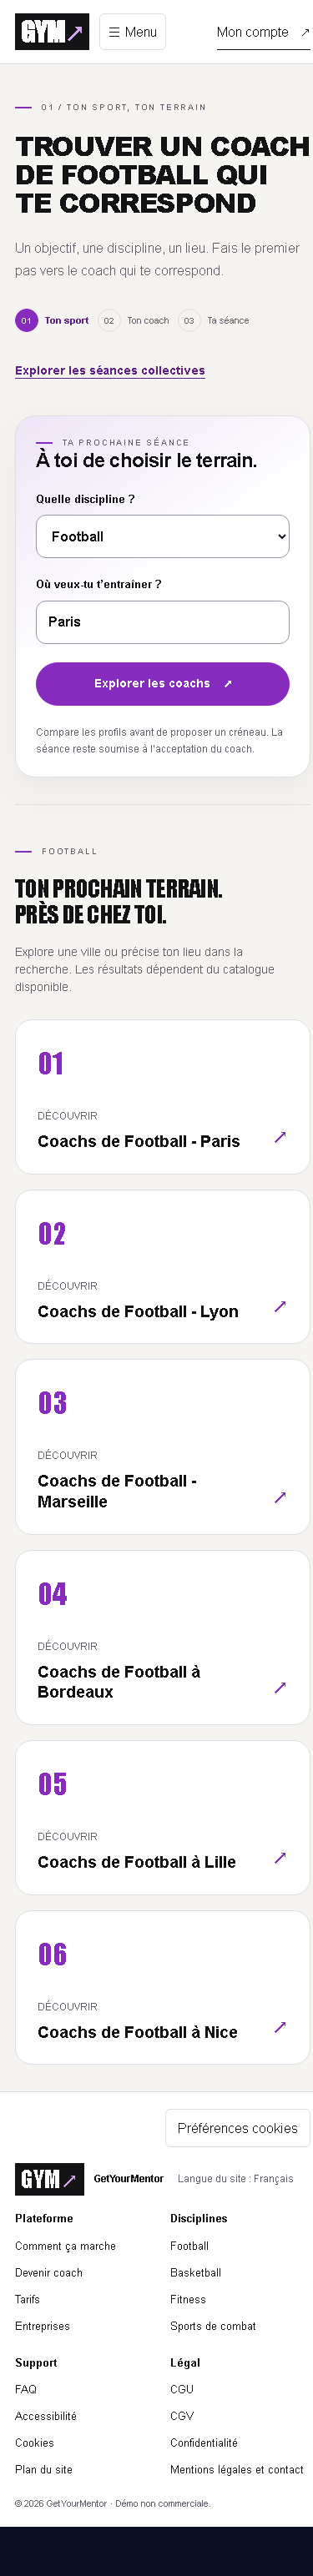 GYM↗
☰ Menu
Mon compte ↗
01 / TON SPORT, TON TERRAIN
TROUVER UN COACH
DE FOOTBALL QUI
TE CORRESPOND
Un objectif, une discipline, un lieu. Fais le premier
pas vers le coach qui te correspond.
01 Ton sport 02 Ton coach 03 Ta séance
Explorer les séances collectives
TA PROCHAINE SÉANCE
À toi de choisir le terrain.
Quelle discipline ?
Football
Où veux-tu t'entraîner ?
Paris
Explorer les coachs ↗
Compare les profils avant de proposer un créneau. La
séance reste soumise à l'acceptation du coach.
FOOTBALL
TON PROCHAIN TERRAIN.
PRÈS DE CHEZ TOI.
Explore une ville ou précise ton lieu dans la
recherche. Les résultats dépendent du catalogue
disponible.
01
DÉCOUVRIR
Coachs de Football - Paris ↗
02
DÉCOUVRIR
Coachs de Football - Lyon ↗
03
DÉCOUVRIR
Coachs de Football -
Marseille ↗
04
DÉCOUVRIR
Coachs de Football à
Bordeaux ↗
05
DÉCOUVRIR
Coachs de Football à Lille ↗
06
DÉCOUVRIR
Coachs de Football à Nice ↗
Préférences cookies
GYM↗ GetYourMentor Langue du site : Français
Plateforme
Comment ça marche
Devenir coach
Tarifs
Entreprises
Disciplines
Football
Basketball
Fitness
Sports de combat
Support
FAQ
Accessibilité
Cookies
Plan du site
Légal
CGU
CGV
Confidentialité
Mentions légales et contact
© 2026 GetYourMentor · Démo non commerciale.